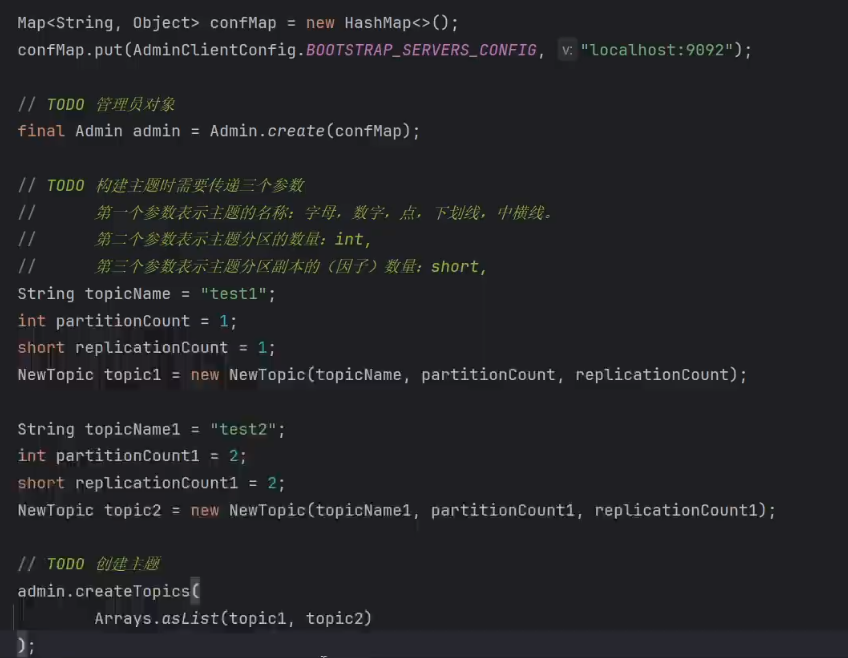 Map<String, Object> confMap = new HashMap<>();
confMap.put(AdminClientConfig.BOOTSTRAP_SERVERS_CONFIG, v: "localhost:9092");
// TODO 管理员对象
final Admin admin = Admin.create(confMap);
// TODO 构建主题时需要传递三个参数
// 第一个参数表示主题的名称：字母，数字，点，下划线，中横线。
// 第二个参数表示主题分区的数量：int,
// 第三个参数表示主题分区副本的（因子）数量：short,
String topicName = "test1";
int partitionCount = 1;
short replicationCount = 1;
NewTopic topic1 = new NewTopic(topicName, partitionCount, replicationCount);
String topicName1 = "test2";
int partitionCount1 = 2;
short replicationCount1 = 2;
NewTopic topic2 = new NewTopic(topicName1, partitionCount1, replicationCount1);
// TODO 创建主题
admin.createTopics(
Arrays.asList(topic1, topic2)
);